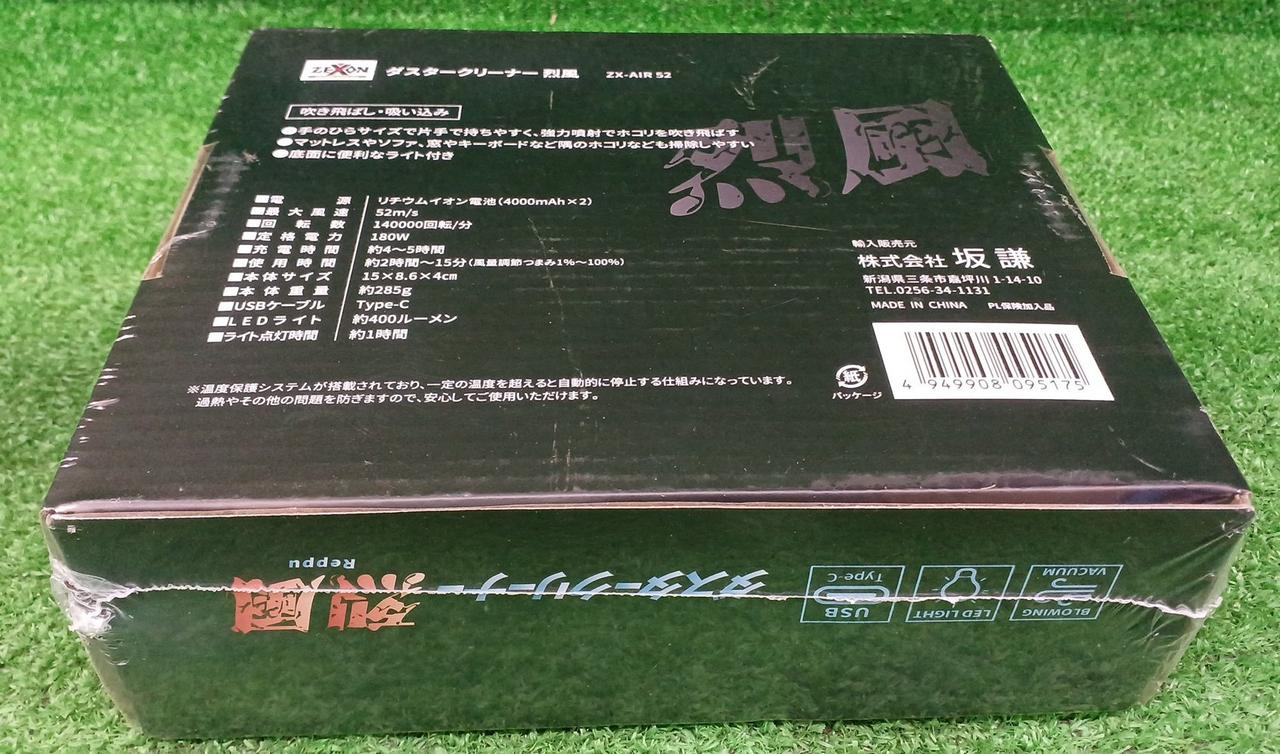 ZEXON ダスタークリーナー 烈風 ZX-AIR 52
吹き飛ばし・吸い込み
●手のひらサイズで片手で持ちやすく、強力噴射でホコリを吹き飛ばす
●マットレスやソファ、窓やキーボードなど隅のホコリなども掃除しやすい
●底面に便利なライト付き
烈風
■電源 リチウムイオン電池(4000mAh×2)
■最大風速 52m/s
■回転数 140000回転/分
■定格電力 180W
■充電時間 約4~5時間
■使用時間 約2時間~15分(風量調節つまみ1%~100%)
■本体サイズ 15×8.6×4cm
■本体重量 約285g
■USBケーブル Type-C
■LEDライト 約400ルーメン
■ライト点灯時間 約1時間
輸入販売元
株式会社 坂謙
新潟県三条市嘉坪川1-14-10
TEL.0256-34-1131
MADE IN CHINA PL保険加入品
4 949908 095175
紙
パッケージ
※温度保護システムが搭載されており、一定の温度を超えると自動的に停止する仕組みになっています。
過熱やその他の問題を防ぎますので、安心してご使用いただけます。
BLOWING
VACUUM
LED LIGHT
USB
Type-C
ダスタークリーナー
烈風
Reppu